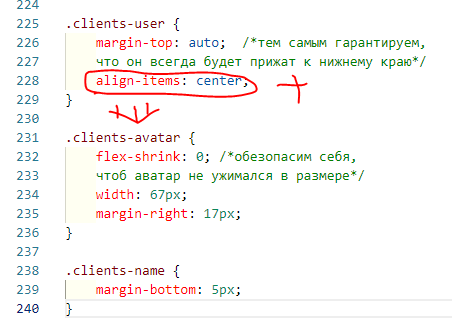 224
225 .clients-user {
226 margin-top: auto; /*тем самым гарантируем,
227 что он всегда будет прижат к нижнему краю*/
228 align-items: center;
229 }
230
231 .clients-avatar {
232 flex-shrink: 0; /*обезопасим себя,
233 чтоб аватар не ужимался в размере*/
234 width: 67px;
235 margin-right: 17px;
236 }
237
238 .clients-name {
239 margin-bottom: 5px;
240 }